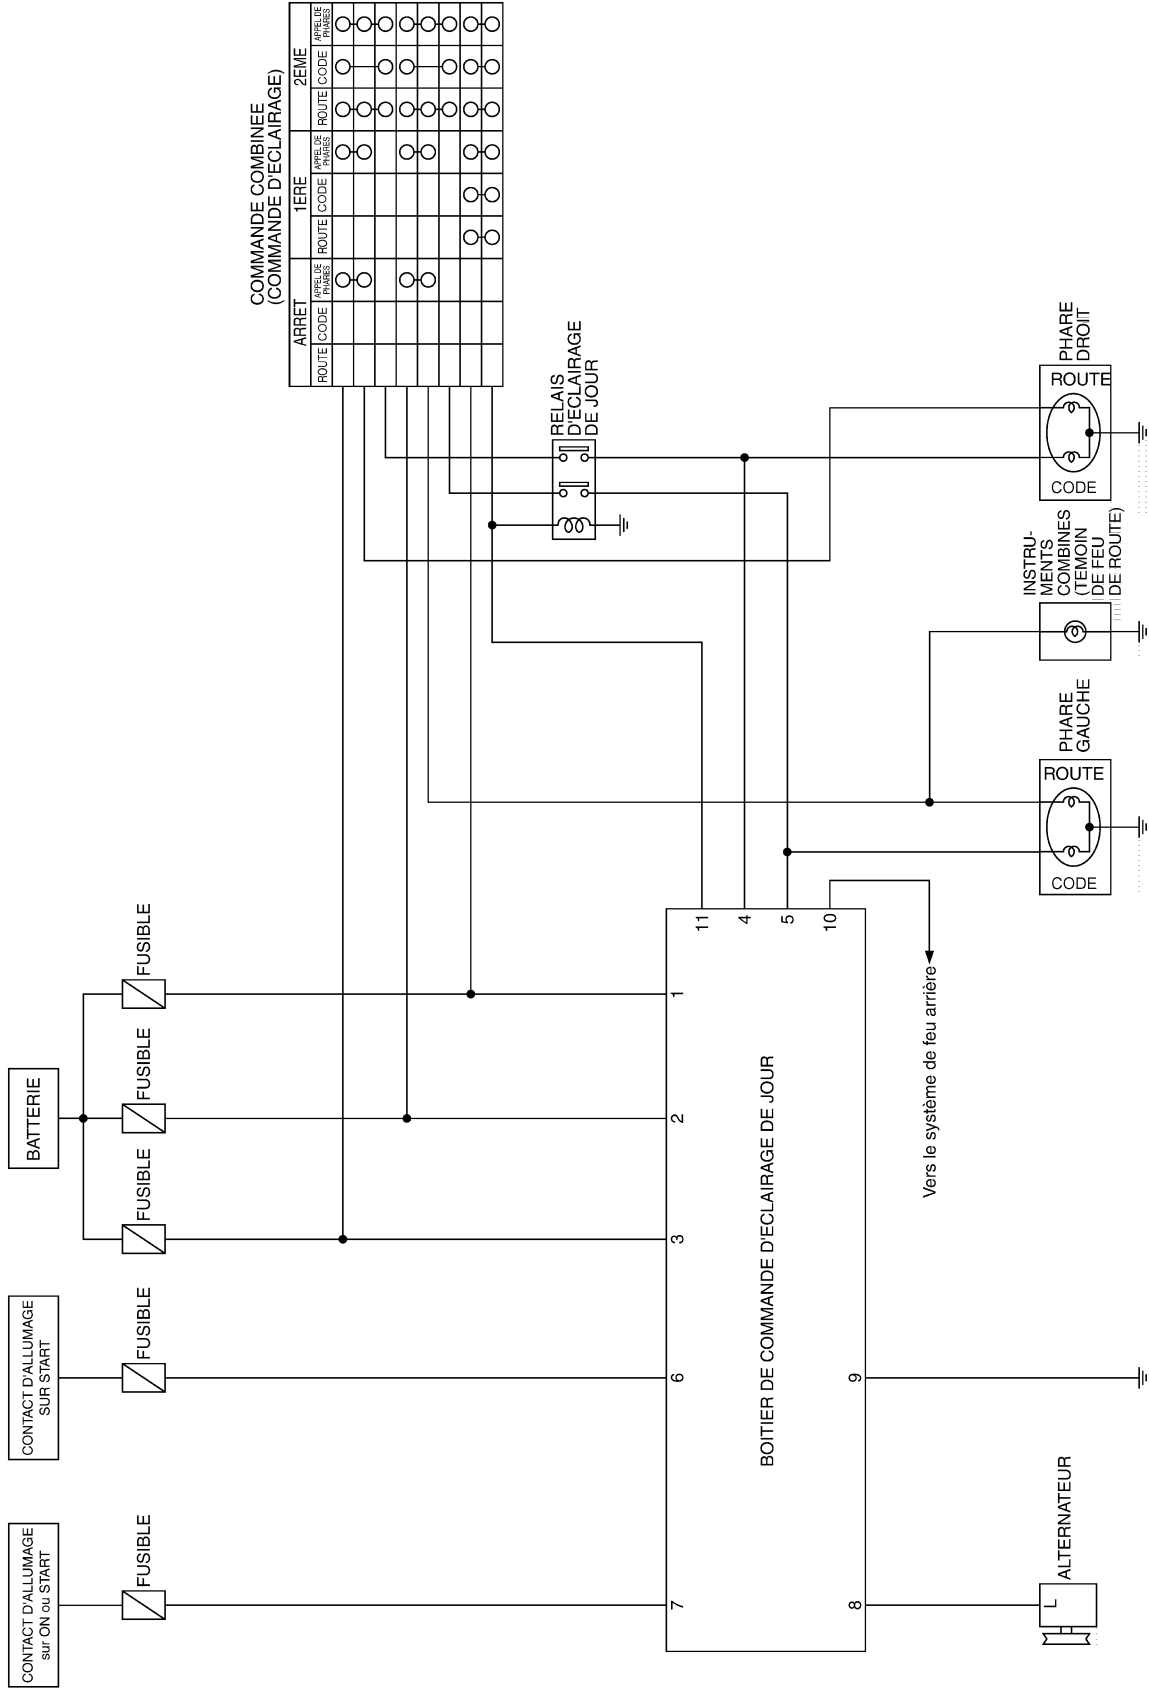 COMMANDE COMBINEE
(COMMANDE D'ECLAIRAGE)
ARRET
1ERE
2EME
ROUTE
CODE
APPEL DE
PHARES
ROUTE
CODE
APPEL DE
PHARES
ROUTE
CODE
APPEL DE
PHARES
RELAIS
D'ECLAIRAGE
DE JOUR
PHARE
DROIT
ROUTE
CODE
INSTRU-
MENTS
COMBINES
(TEMOIN
DE FEU
DE ROUTE)
PHARE
GAUCHE
ROUTE
CODE
BATTERIE
FUSIBLE
FUSIBLE
FUSIBLE
CONTACT D'ALLUMAGE
SUR START
FUSIBLE
CONTACT D'ALLUMAGE
sur ON ou START
FUSIBLE
11
4
5
10
1
2
3
6
7
9
8
BOITIER DE COMMANDE D'ECLAIRAGE DE JOUR
Vers le système de feu arrière
ALTERNATEUR
L